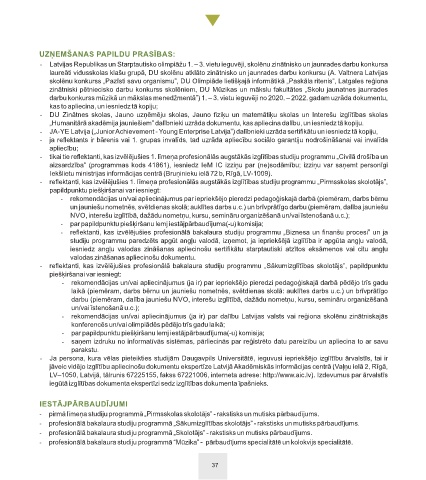 UZŅEMŠANAS PAPILDU PRASĪBAS:
- Latvijas Republikas un Starptautisko olimpiāžu 1. – 3. vietu ieguvēji, skolēnu zinātnisko un jaunrades darbu konkursa
laureāti vidusskolas klašu grupā, DU skolēnu atklāto zinātnisko un jaunrades darbu konkursu (A. Valtnera Latvijas
skolēnu konkurss „Pazīsti savu organismu”, DU Olimpiāde lietišķajā informātikā „Paskāla ritenis”, Latgales reģiona
zinātniski pētniecisko darbu konkurss skolēniem, DU Mūzikas un mākslu fakultātes „Skolu jaunatnes jaunrades
darbu konkurss mūzikā un mākslas menedžmentā”) 1. – 3. vietu ieguvēji no 2020. – 2022. gadam uzrāda dokumentu,
kas to apliecina, un iesniedz tā kopiju;
- DU Zinātnes skolas, Jauno uzņēmēju skolas, Jauno fiziķu un matemātiķu skolas un Interešu izglītības skolas
„Humanitārā akadēmija jauniešiem” dalībnieki uzrāda dokumentu, kas apliecina dalību, un iesniedz tā kopiju.
- JA-YE Latvija („Junior Achievement - Young Enterprise Latvija”) dalībnieki uzrāda sertifikātu un iesniedz tā kopiju,
- ja reflektants ir bārenis vai 1. grupas invalīds, tad uzrāda apliecību sociālo garantiju nodrošināšanai vai invalīda
apliecību;
- tikai tie reflektanti, kas izvēlējušies 1. līmeņa profesionālās augstākās izglītības studiju programmu „Civilā drošība un
aizsardzība” (programmas kods 41861), iesniedz IeM IC izziņu par (ne)sodāmību; izziņu var saņemt personīgi
Iekšlietu ministrijas informācijas centrā (Bruņinieku ielā 72 b, Rīgā, LV-1009).
- reflektanti, kas izvēlējušies 1. līmeņa profesionālās augstākās izglītības studiju programmu „Pirmsskolas skolotājs”,
papildpunktu piešķiršanai var iesniegt:
- rekomendācijas un/vai apliecinājumus par iepriekšējo pieredzi pedagoģiskajā darbā (piemēram, darbs bērnu
un jauniešu nometnēs, svētdienas skolā; auklītes darbs u. c.) un brīvprātīgo darbu (piemēram, dalība jauniešu
NVO, interešu izglītībā, dažādu nometņu, kursu, semināru organizēšanā un/vai īstenošanā u.c.);
- par papildpunktu piešķiršanu lemj iestājpārbaudījuma(-u) komisija;
- reflektanti, kas izvēlējušies profesionālā bakalaura studiju programmu „Biznesa un finanšu procesi” un ja
studiju programmu paredzēts apgūt angļu valodā, izņemot, ja iepriekšējā izglītība ir apgūta angļu valodā,
iesniedz angļu valodas zināšanas apliecinošu sertifikātu starptautiski atzītos eksāmenos vai citu angļu
valodas zināšanas apliecinošu dokumentu.
- reflektanti, kas izvēlējušies profesionālā bakalaura studiju programmu „Sākumizglītības skolotājs”, papildpunktu
piešķiršanai var iesniegt:
- rekomendācijas un/vai apliecinājumus (ja ir) par iepriekšējo pieredzi pedagoģiskajā darbā pēdējo trīs gadu
laikā (piemēram, darbs bērnu un jauniešu nometnēs, svētdienas skolā: auklītes darbs u.c.) un brīvprātīgo
darbu (piemēram, dalība jauniešu NVO, interešu izglītībā, dažādu nometņu, kursu, semināru organizēšanā
un/vai īstenošanā u.c.);
- rekomendācijas un/vai apliecinājumus (ja ir) par dalību Latvijas valsts vai reģiona skolēnu zinātniskajās
konferencēs un/vai olimpiādēs pēdējo trīs gadu laikā;
- par papildpunktu piešķiršanu lemj iestājpārbaudījuma(-u) komisija;
- saņem izdruku no informatīvās sistēmas, pārliecinās par reģistrēto datu pareizību un apliecina to ar savu
parakstu.
- Ja persona, kura vēlas pieteikties studijām Daugavpils Universitātē, ieguvusi iepriekšējo izglītību ārvalstīs, tai ir
jāveic vidējo izglītību apliecinošu dokumentu ekspertīze Latvijā Akadēmiskās informācijas centrā (Vaļņu ielā 2, Rīgā,
LV–1050, Latvijā, tālrunis 67225155, fakss 67221006, interneta adrese: http://www.aic.lv). Izdevumus par ārvalstīs
iegūtā izglītības dokumenta ekspertīzi sedz izglītības dokumenta īpašnieks.
IESTĀJPĀRBAUDĪJUMI
- pirmā līmeņa studiju programmā „Pirmsskolas skolotājs” - rakstisks un mutisks pārbaudījums.
- profesionālā bakalaura studiju programmā „Sākumizglītības skolotājs” - rakstisks un mutisks pārbaudījums.
- profesionālā bakalaura studiju programmā „Skolotājs” - rakstisks un mutisks pārbaudījums.
- profesionālā bakalaura studiju programmā “Mūzika” - pārbaudījums specialitātē un kolokvijs specialitātē.
37